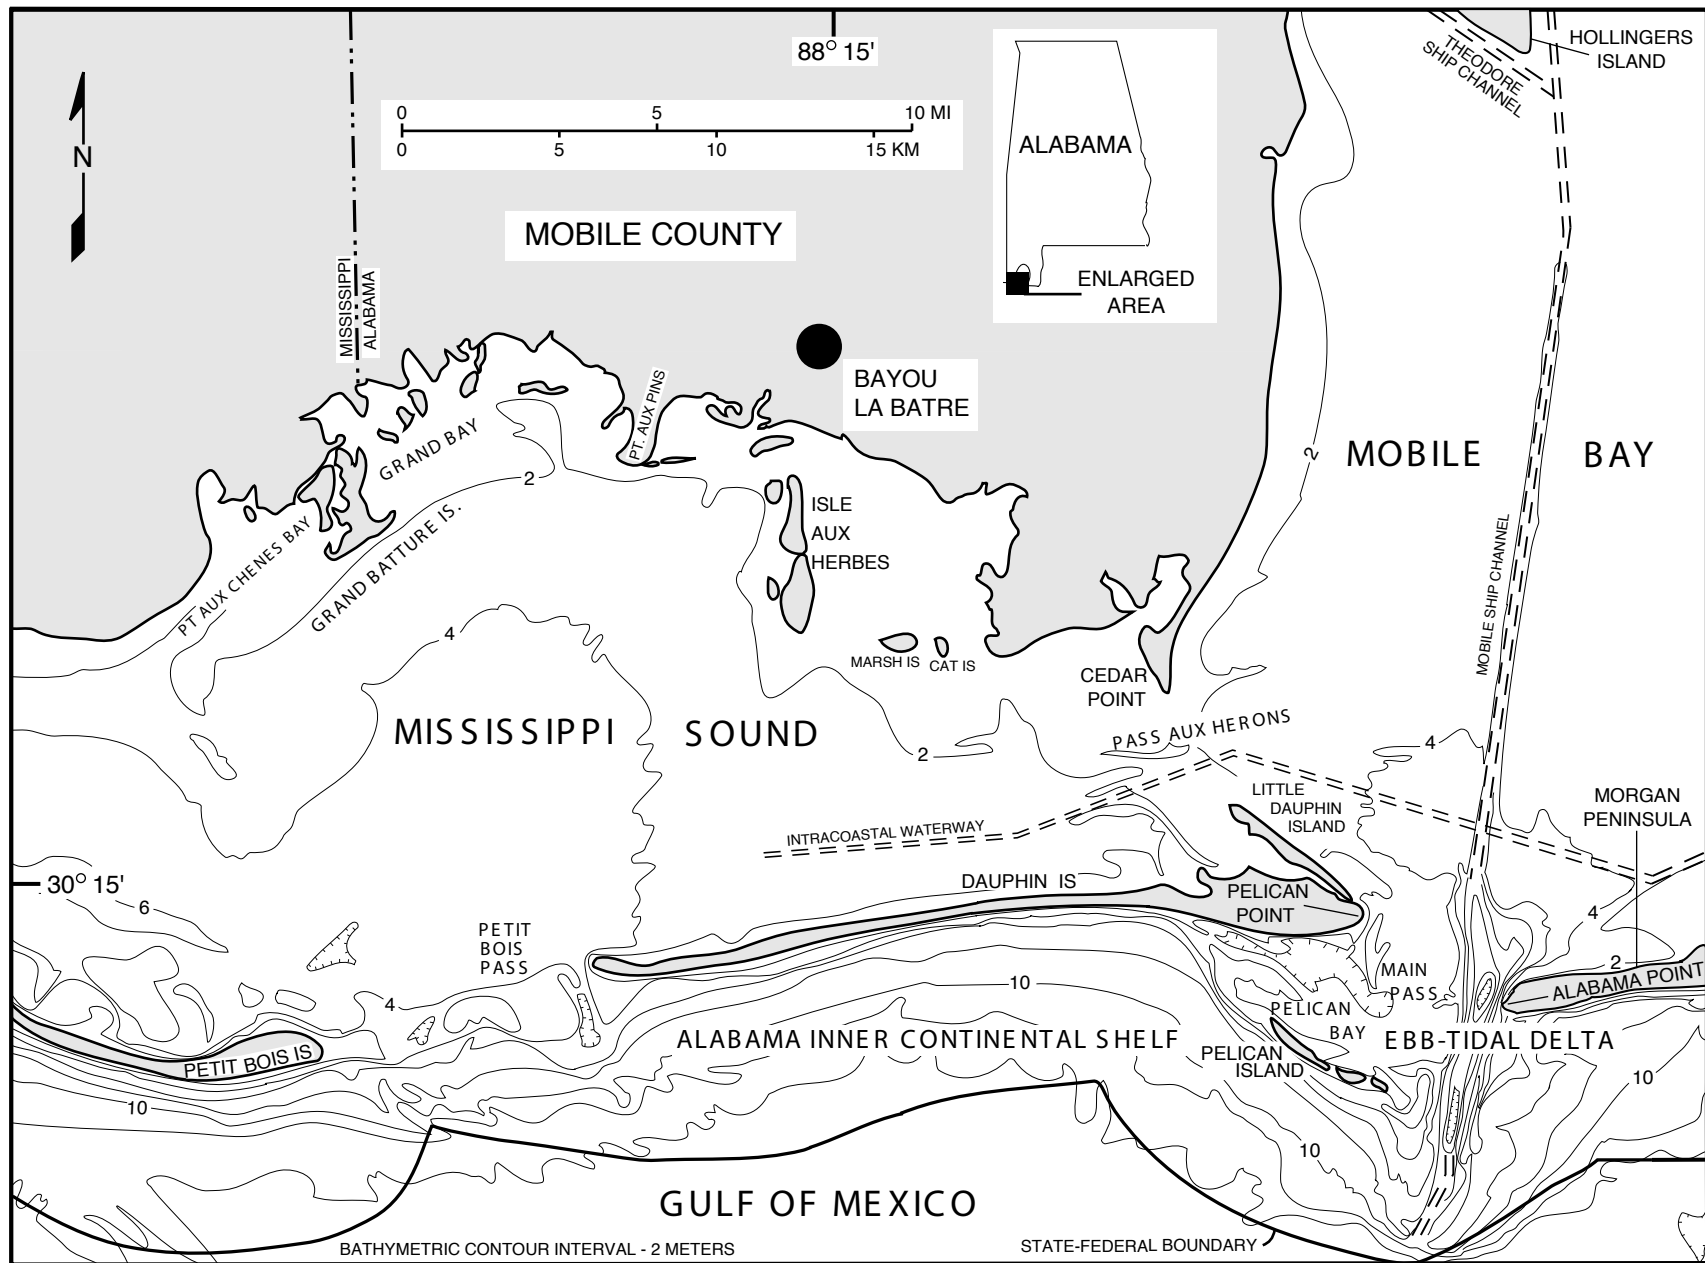 88° 15'
HOLLINGERS
ISLAND
THEODORE
SHIP CHANNEL
0 5 10 MI
0 5 10 15 KM
N
ALABAMA
ENLARGED
AREA
MOBILE COUNTY
MISSISSIPPI
ALABAMA
BAYOU
LA BATRE
PT. AUX PINS
GRAND BAY
2
2
MOBILE BAY
GRAND BATTURE IS.
PT AUX CHENES BAY
ISLE
AUX
HERBES
MOBILE SHIP CHANNEL
4
MARSH IS
CAT IS
CEDAR
POINT
MISSISSIPPI SOUND
PASS AUX HERONS
2
4
LITTLE
DAUPHIN
ISLAND
MORGAN
PENINSULA
INTRACOASTAL WATERWAY
30° 15'
DAUPHIN IS
PELICAN
POINT
6
4
PETIT
BOIS
PASS
2
MAIN
PASS
ALABAMA POINT
10
4
PELICAN
BAY
ALABAMA INNER CONTINENTAL SHELF
EBB-TIDAL DELTA
PELICAN
ISLAND
PETIT BOIS IS
10
10
10
GULF OF MEXICO
BATHYMETRIC CONTOUR INTERVAL - 2 METERS
STATE-FEDERAL BOUNDARY